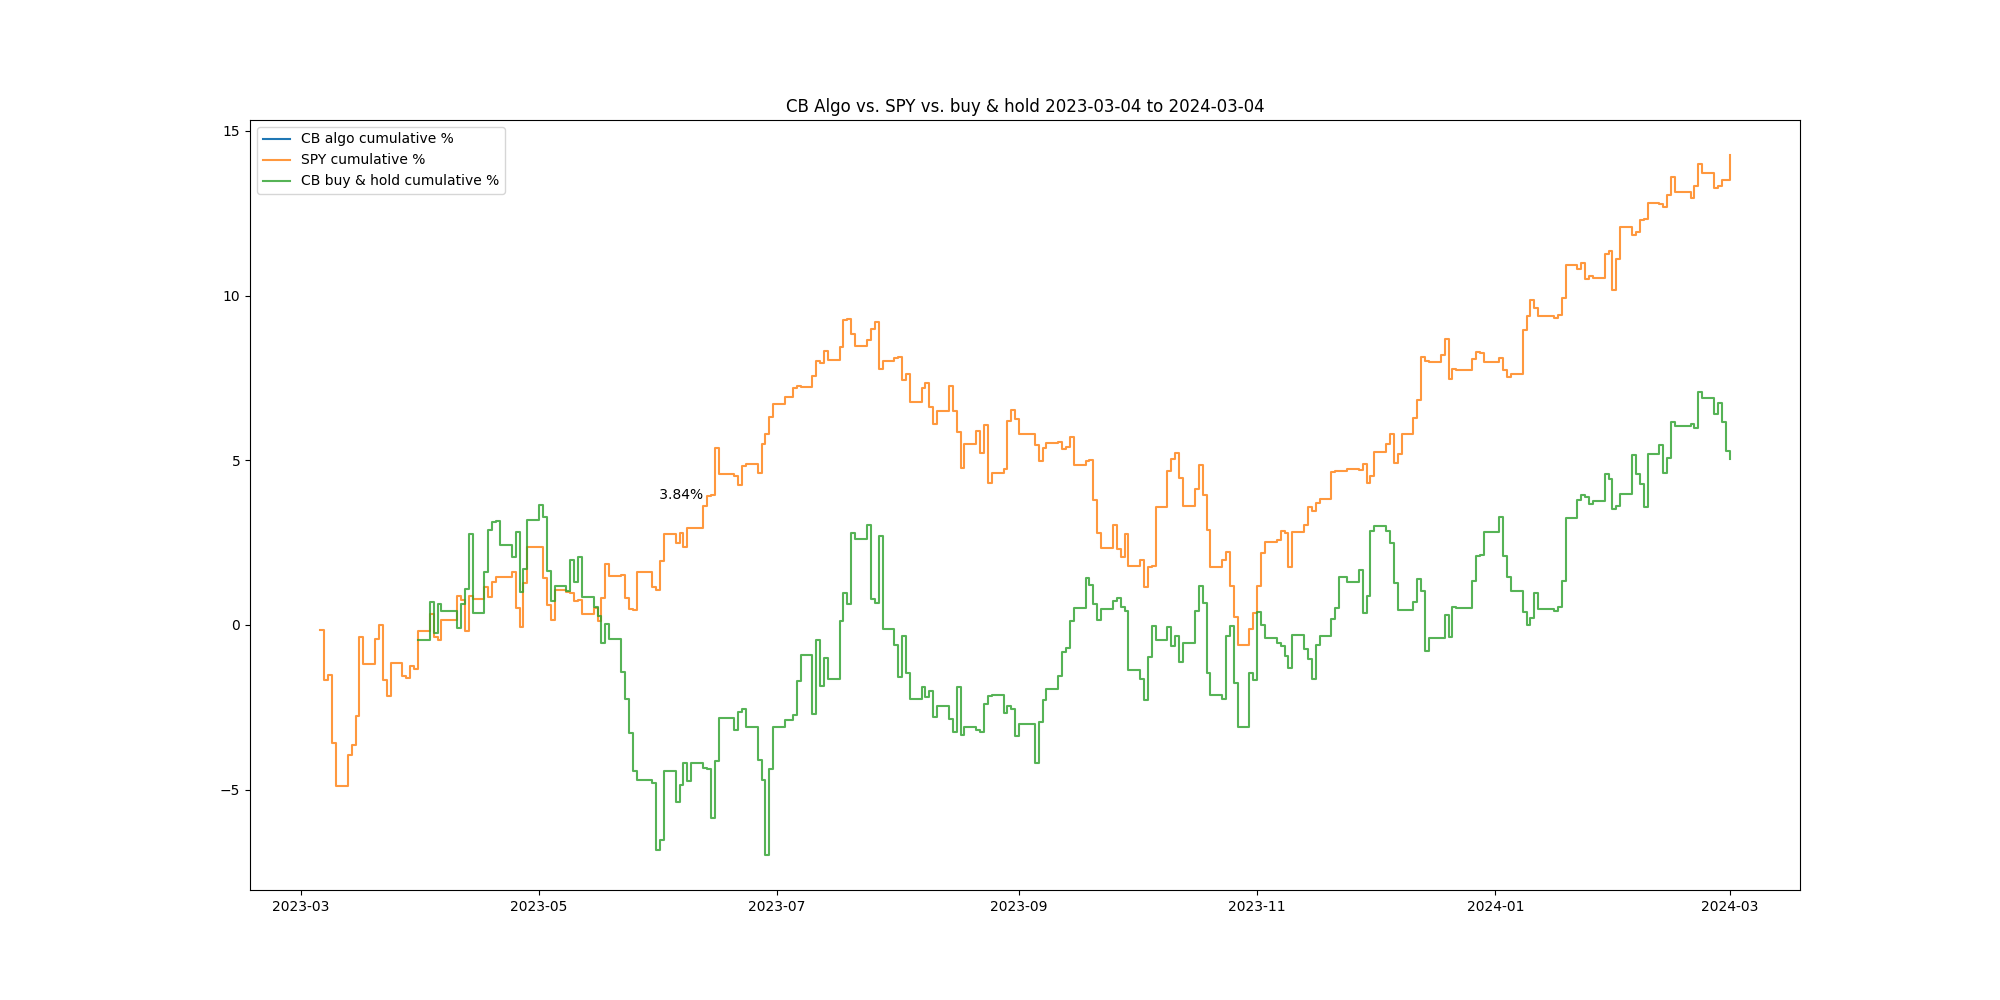 CB Algo vs. SPY vs. buy & hold 2023-03-04 to 2024-03-04
CB algo cumulative %
SPY cumulative %
CB buy & hold cumulative %
15
10
5
0
−5
3.84%
2023-03 2023-05 2023-07 2023-09 2023-11 2024-01 2024-03